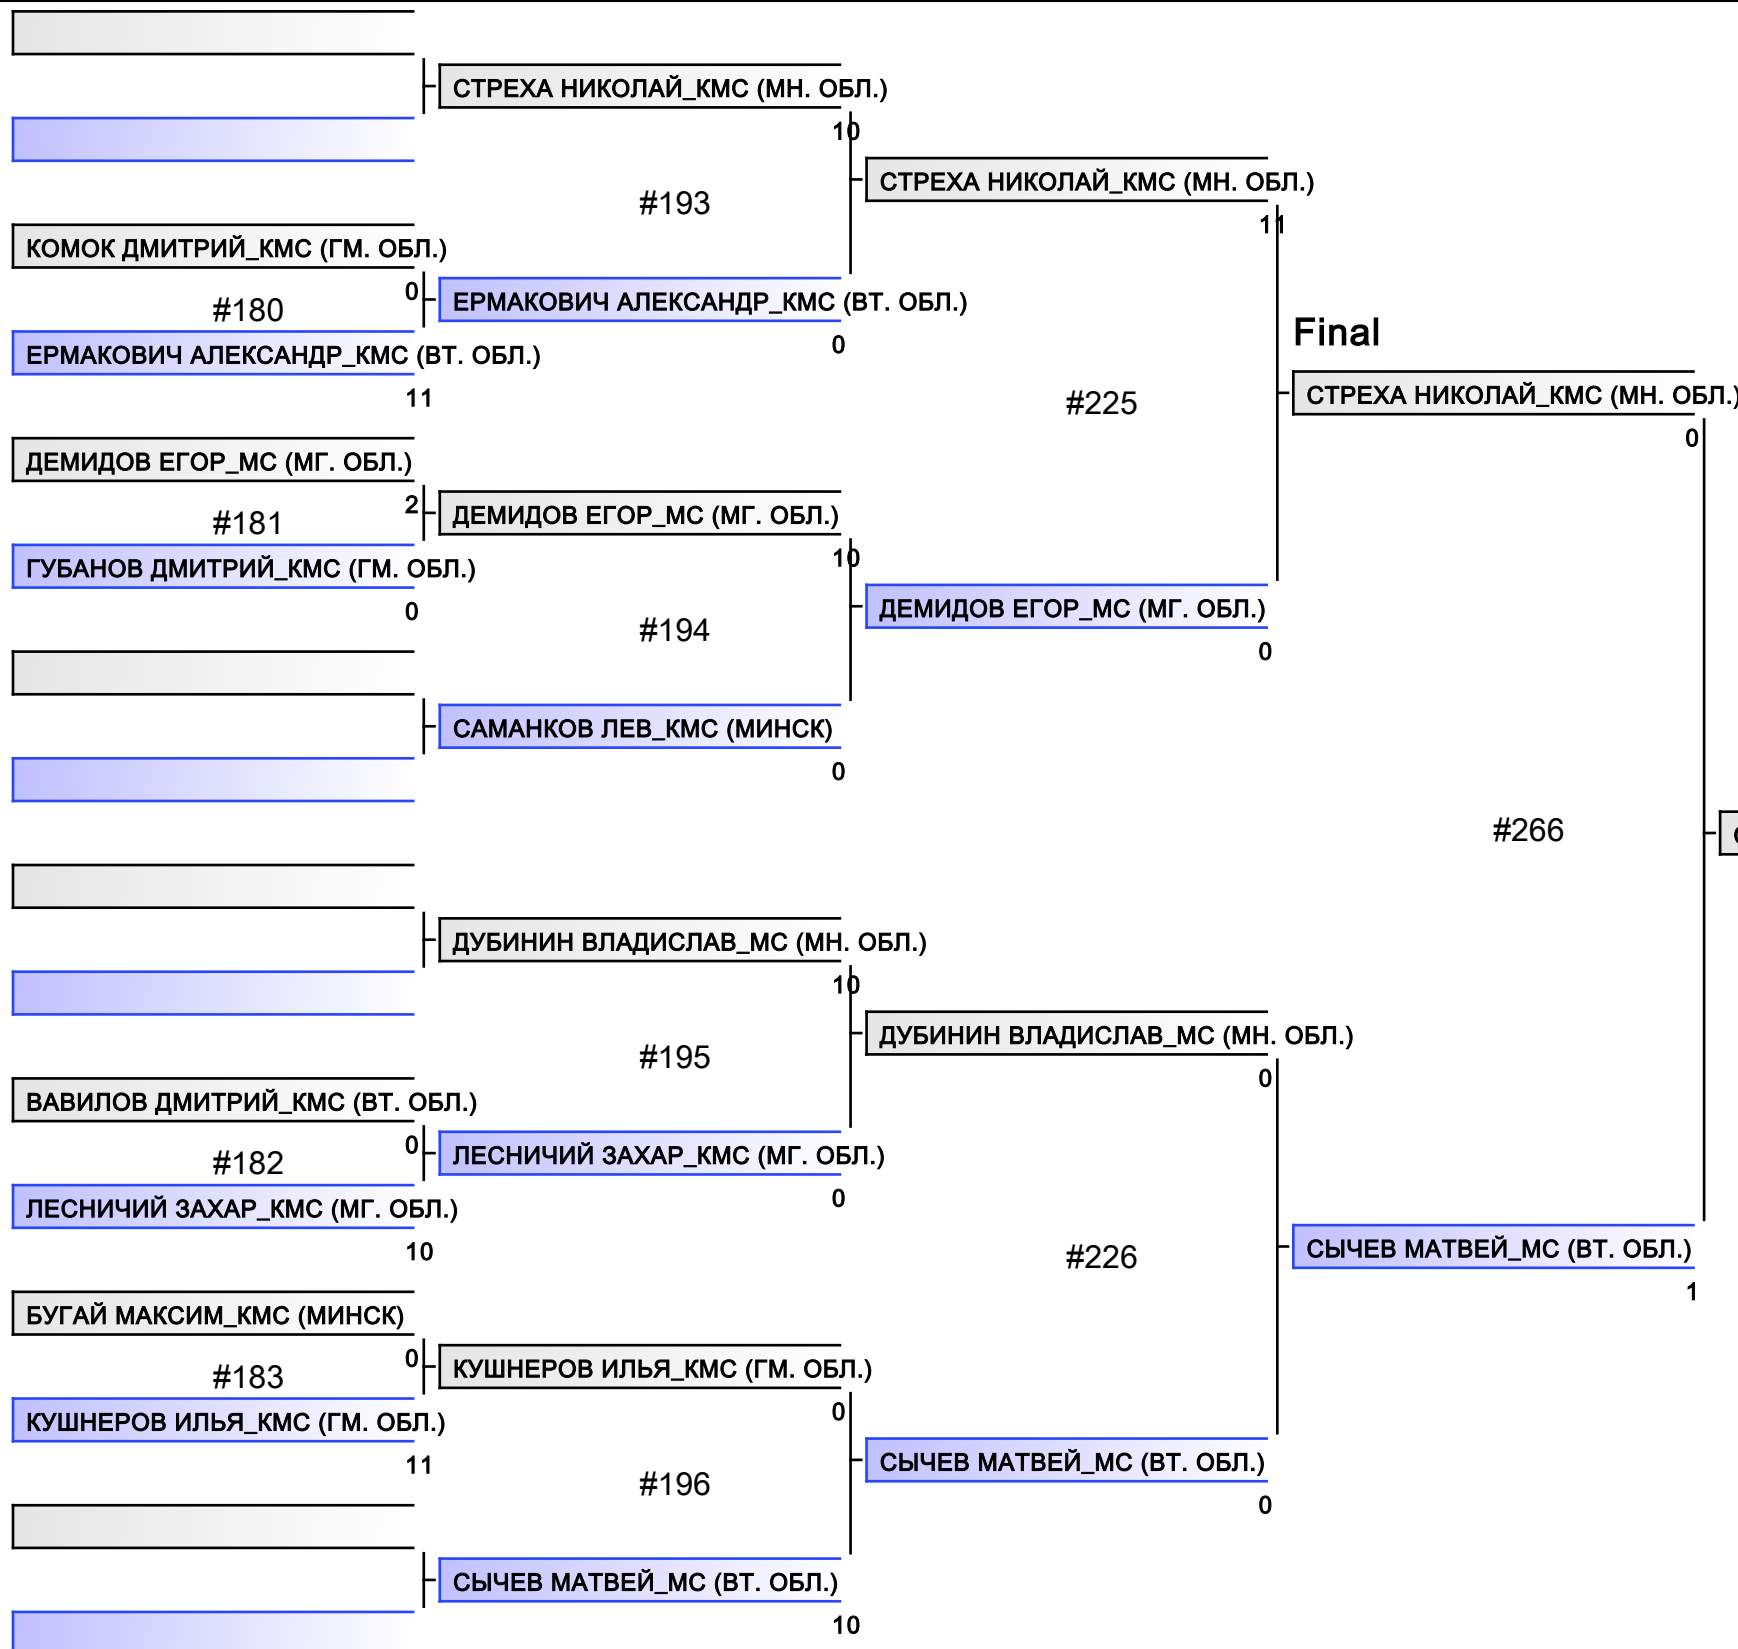 СТРЕХА НИКОЛАЙ_КМС (МН. ОБЛ.)
10
СТРЕХА НИКОЛАЙ_КМС (МН. ОБЛ.)
11
#193
КОМОК ДМИТРИЙ_КМС (ГМ. ОБЛ.)
0
#180
ЕРМАКОВИЧ АЛЕКСАНДР_КМС (ВТ. ОБЛ.)
0
Final
ЕРМАКОВИЧ АЛЕКСАНДР_КМС (ВТ. ОБЛ.)
11
#225
СТРЕХА НИКОЛАЙ_КМС (МН. ОБЛ.)
0
ДЕМИДОВ ЕГОР_МС (МГ. ОБЛ.)
2
#181
ДЕМИДОВ ЕГОР_МС (МГ. ОБЛ.)
10
ГУБАНОВ ДМИТРИЙ_КМС (ГМ. ОБЛ.)
0
ДЕМИДОВ ЕГОР_МС (МГ. ОБЛ.)
0
#194
САМАНКОВ ЛЕВ_КМС (МИНСК)
0
#266
ДУБИНИН ВЛАДИСЛАВ_МС (МН. ОБЛ.)
10
ДУБИНИН ВЛАДИСЛАВ_МС (МН. ОБЛ.)
0
#195
ВАВИЛОВ ДМИТРИЙ_КМС (ВТ. ОБЛ.)
0
#182
ЛЕСНИЧИЙ ЗАХАР_КМС (МГ. ОБЛ.)
0
ЛЕСНИЧИЙ ЗАХАР_КМС (МГ. ОБЛ.)
10
#226
СЫЧЕВ МАТВЕЙ_МС (ВТ. ОБЛ.)
1
БУГАЙ МАКСИМ_КМС (МИНСК)
0
#183
КУШНЕРОВ ИЛЬЯ_КМС (ГМ. ОБЛ.)
0
КУШНЕРОВ ИЛЬЯ_КМС (ГМ. ОБЛ.)
11
СЫЧЕВ МАТВЕЙ_МС (ВТ. ОБЛ.)
0
#196
СЫЧЕВ МАТВЕЙ_МС (ВТ. ОБЛ.)
10